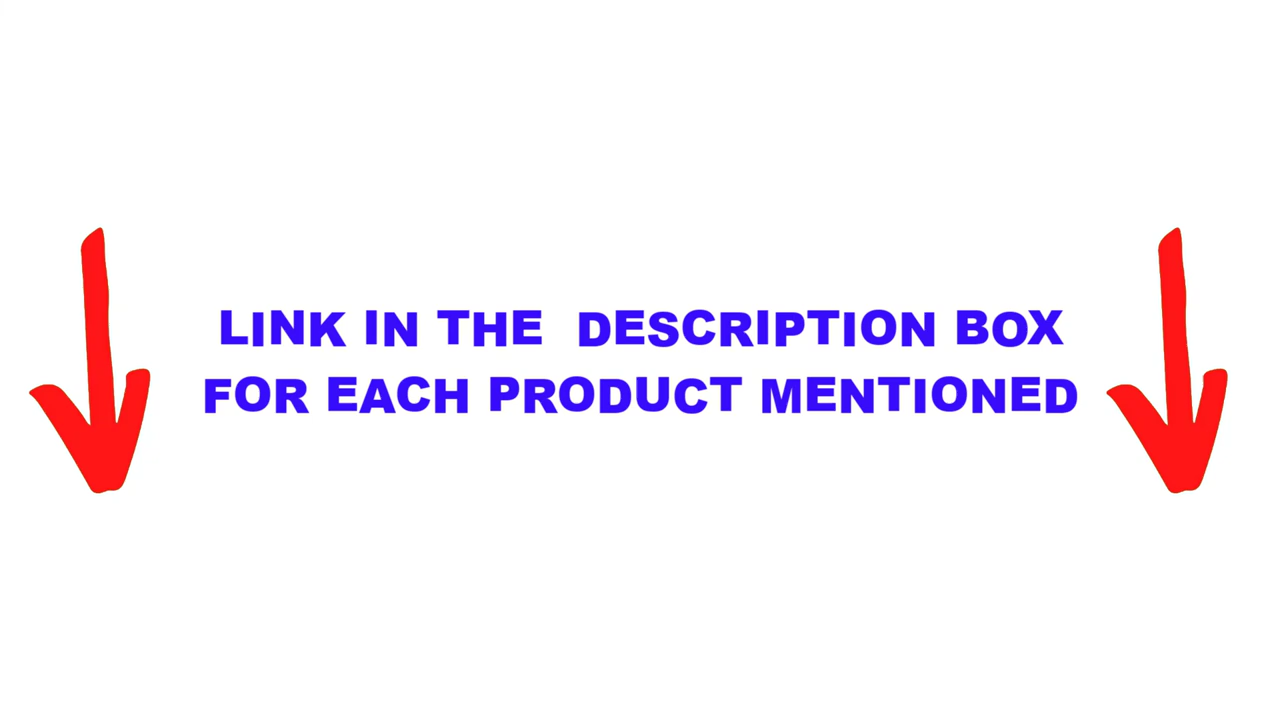 LINK IN THE  DESCRIPTION BOX
FOR EACH PRODUCT MENTIONED